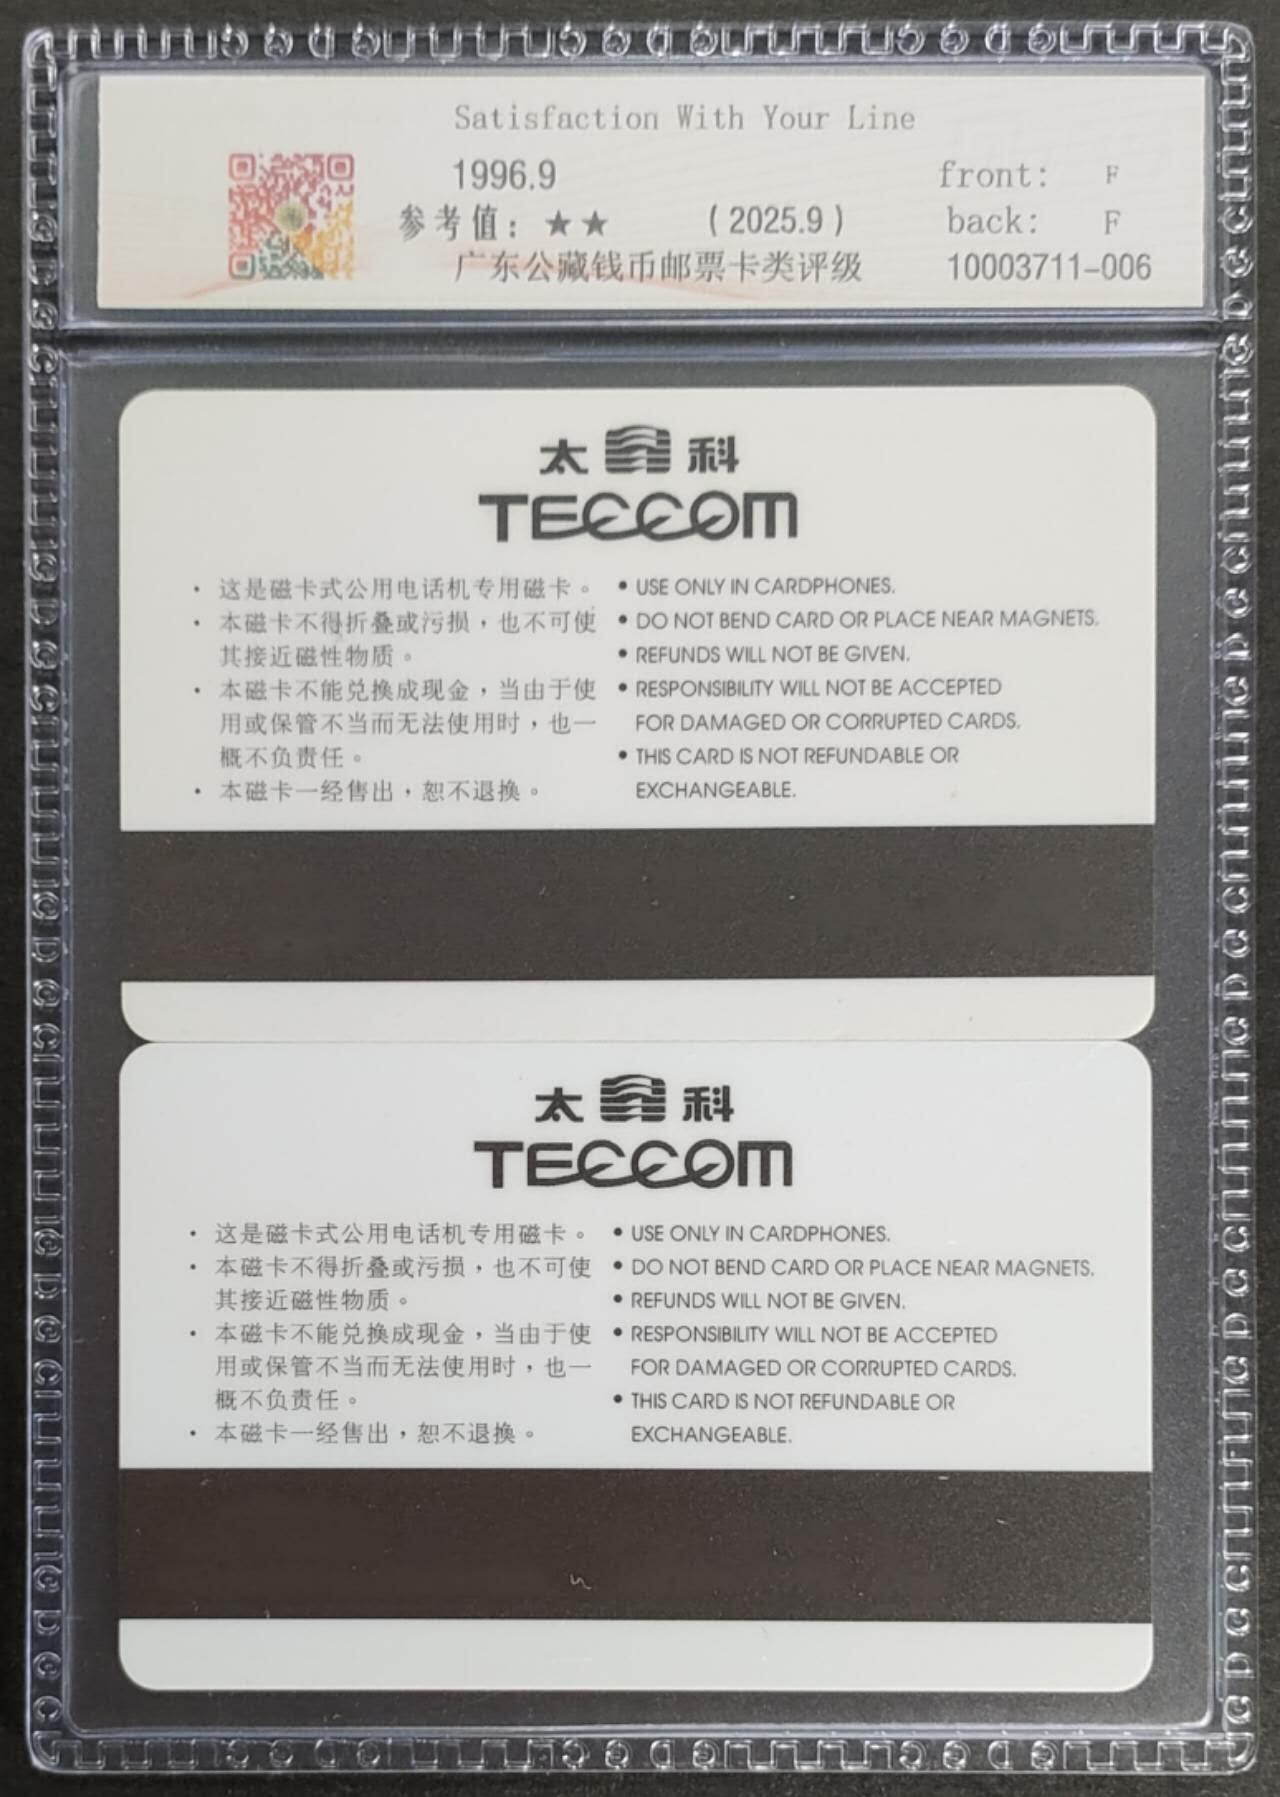 Satisfaction With Your Line
1996.9
front: F
参考值：★★ (2025.9)
back: F
广东公藏钱币邮票卡类评级
10003711-006
太 科
TECCOM
· 这是磁卡式公用电话机专用磁卡。
· 本磁卡不得折叠或污损，也不可使
其接近磁性物质。
· 本磁卡不能兑换成现金，当由于使
用或保管不当而无法使用时，也一
概不负责任。
· 本磁卡一经售出，恕不退换。
• USE ONLY IN CARDPHONES.
• DO NOT BEND CARD OR PLACE NEAR MAGNETS.
• REFUNDS WILL NOT BE GIVEN.
• RESPONSIBILITY WILL NOT BE ACCEPTED
FOR DAMAGED OR CORRUPTED CARDS.
• THIS CARD IS NOT REFUNDABLE OR
EXCHANGEABLE.
太 科
TECCOM
· 这是磁卡式公用电话机专用磁卡。
· 本磁卡不得折叠或污损，也不可使
其接近磁性物质。
· 本磁卡不能兑换成现金，当由于使
用或保管不当而无法使用时，也一
概不负责任。
· 本磁卡一经售出，恕不退换。
• USE ONLY IN CARDPHONES.
• DO NOT BEND CARD OR PLACE NEAR MAGNETS.
• REFUNDS WILL NOT BE GIVEN.
• RESPONSIBILITY WILL NOT BE ACCEPTED
FOR DAMAGED OR CORRUPTED CARDS.
• THIS CARD IS NOT REFUNDABLE OR
EXCHANGEABLE.